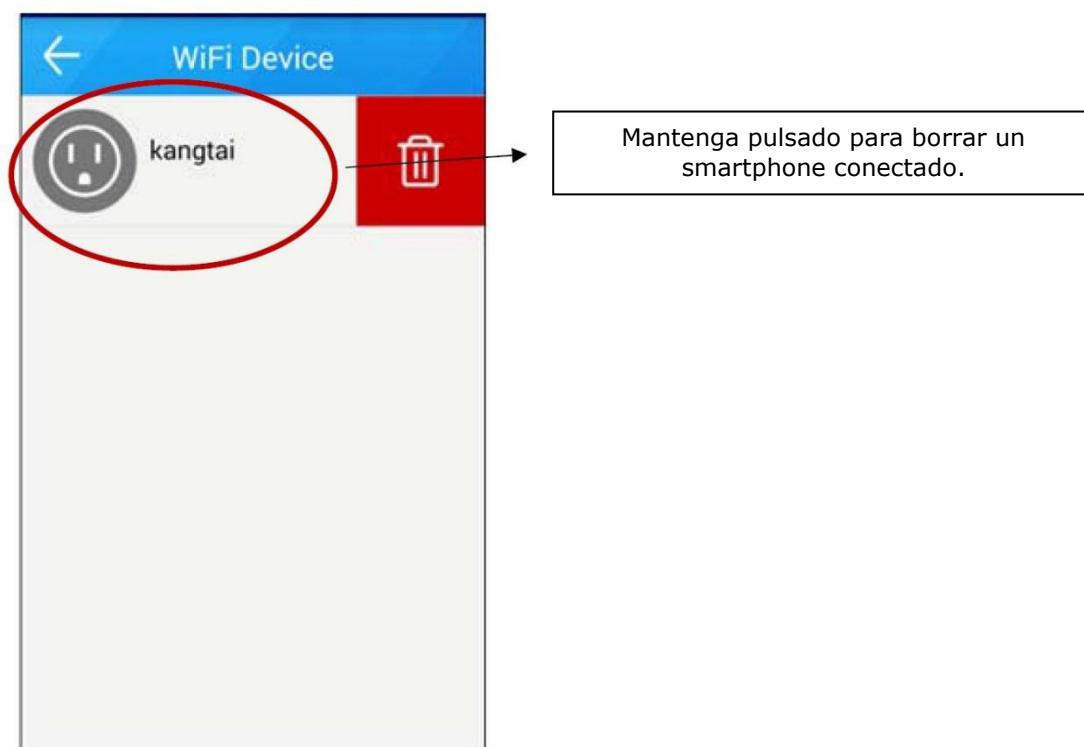 WiFi Device
kangtai
Mantenga pulsado para borrar un
smartphone conectado.